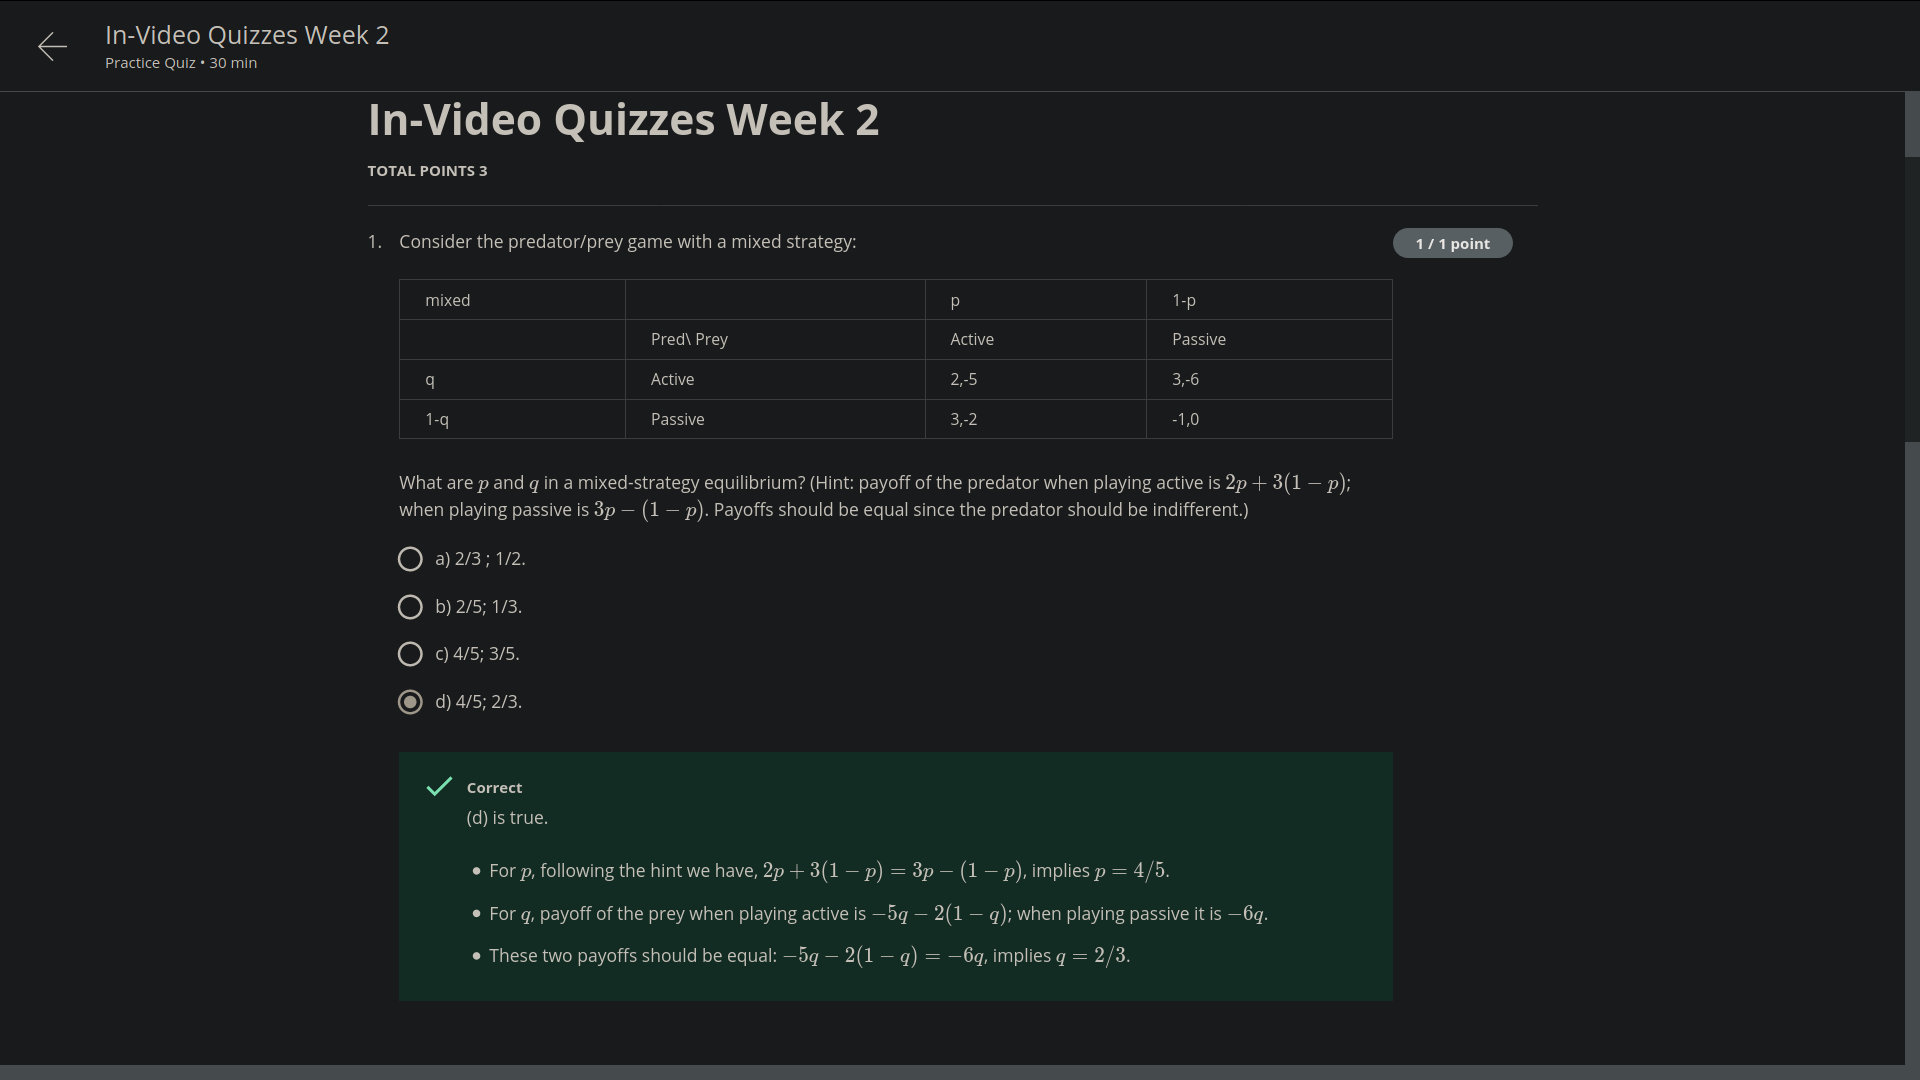 In-Video Quizzes Week 2
Practice Quiz • 30 min
In-Video Quizzes Week 2
TOTAL POINTS 3
1. Consider the predator/prey game with a mixed strategy:
1 / 1 point
mixed p 1-p
Pred\ Prey Active Passive
q Active 2,-5 3,-6
1-q Passive 3,-2 -1,0
What are p and q in a mixed-strategy equilibrium? (Hint: payoff of the predator when playing active is 2p + 3(1 − p);
when playing passive is 3p − (1 − p). Payoffs should be equal since the predator should be indifferent.)
a) 2/3 ; 1/2.
b) 2/5; 1/3.
c) 4/5; 3/5.
d) 4/5; 2/3.
Correct
(d) is true.
• For p, following the hint we have, 2p + 3(1 − p) = 3p − (1 − p), implies p = 4/5.
• For q, payoff of the prey when playing active is −5q − 2(1 − q); when playing passive it is −6q.
• These two payoffs should be equal: −5q − 2(1 − q) = −6q, implies q = 2/3.